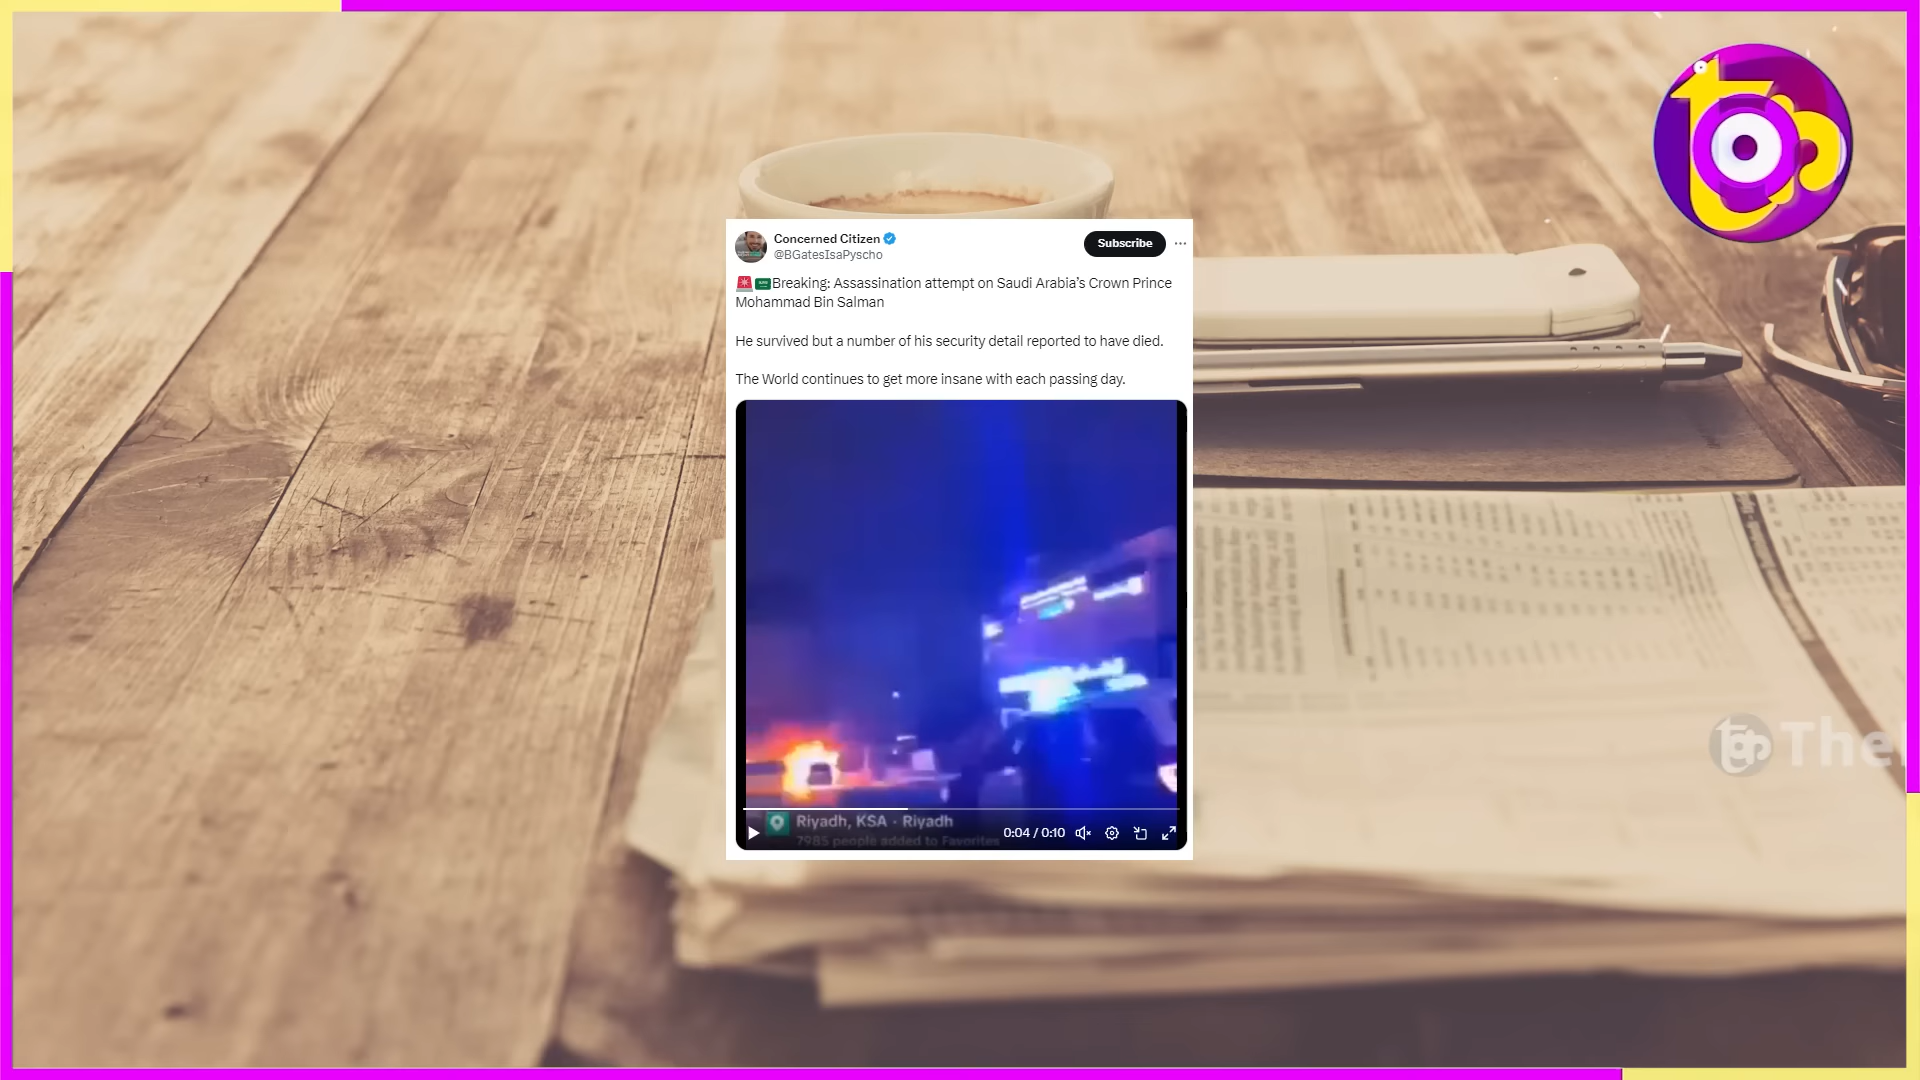 Concerned Citizen
Subscribe
@BGatesIsaPyscho
Breaking: Assassination attempt on Saudi Arabia’s Crown Prince
Mohammad Bin Salman
He survived but a number of his security detail reported to have died.
The World continues to get more insane with each passing day.
Riyadh, KSA · Riyadh
7985 people added to Favorites
0:04 / 0:10
The